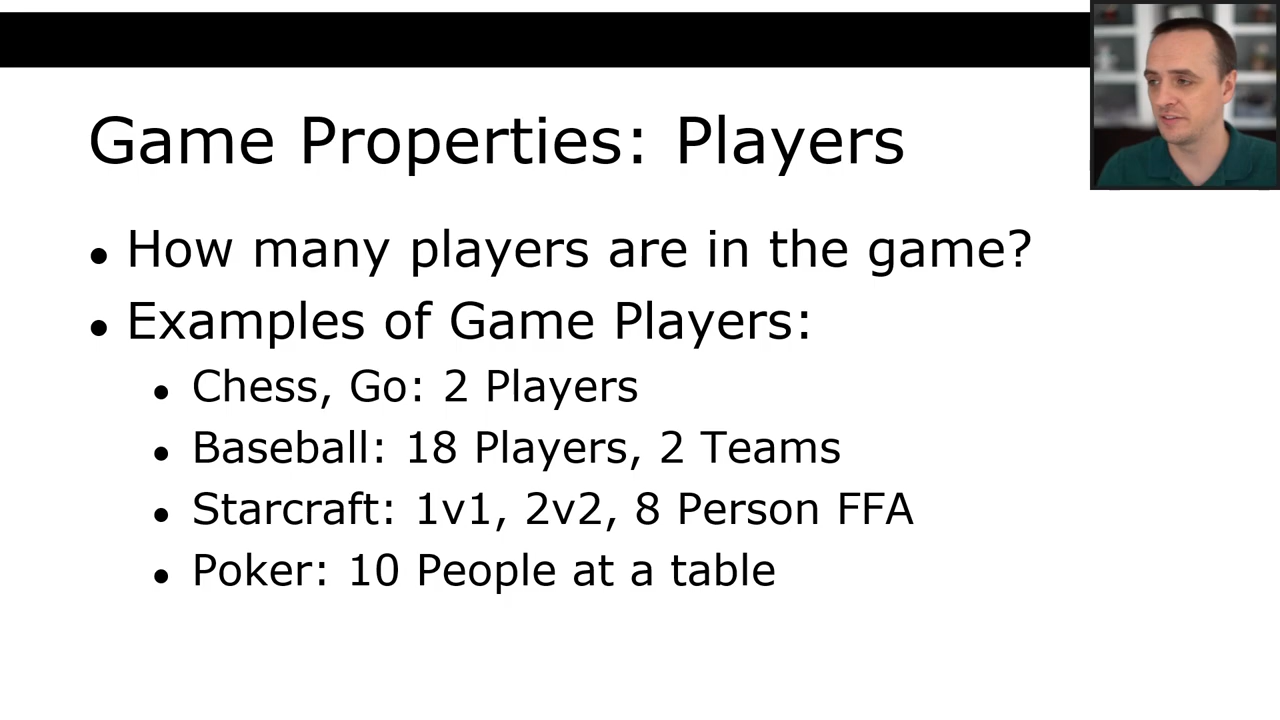 Game Properties: Players
• How many players are in the game?
• Examples of Game Players:
• Chess, Go: 2 Players
• Baseball: 18 Players, 2 Teams
• Starcraft: 1v1, 2v2, 8 Person FFA
• Poker: 10 People at a table